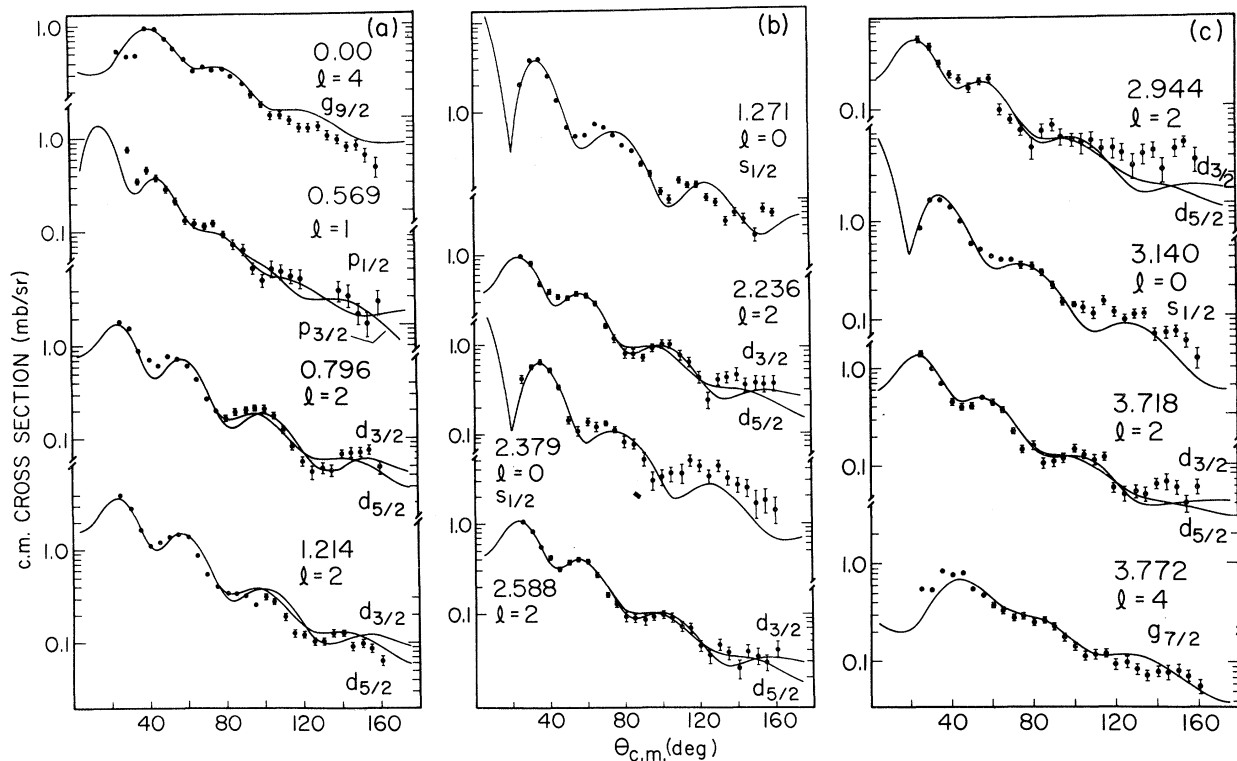 c.m. CROSS SECTION (mb/sr)
(a)
1.0
0.00
ℓ = 4
g9/2
1.0
0.569
ℓ = 1
0.1
p1/2
p3/2
1.0
0.796
ℓ = 2
0.1
d3/2
d5/2
1.0
1.214
ℓ = 2
0.1
d3/2
d5/2
40 80 120 160
(b)
1.0
1.271
ℓ = 0
s1/2
1.0
2.236
ℓ = 2
0.1
d3/2
d5/2
2.379
ℓ = 0
s1/2
0.1
1.0
2.588
ℓ = 2
0.1
d3/2
d5/2
40 80 120 160
θc.m.(deg)
(c)
0.1
2.944
ℓ = 2
d3/2
d5/2
1.0
3.140
ℓ = 0
s1/2
0.1
1.0
3.718
ℓ = 2
0.1
d3/2
d5/2
1.0
3.772
ℓ = 4
g7/2
0.1
40 80 120 160